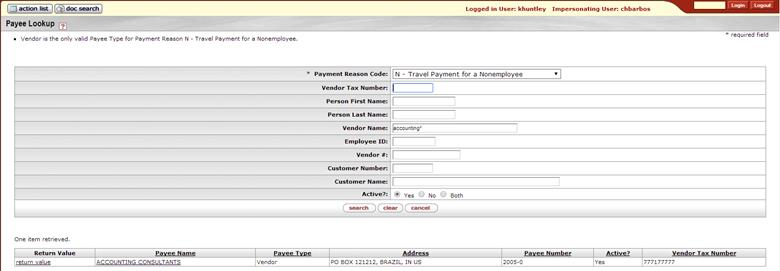 action list doc search Logged in User: khuntley Impersonating User: chbarbos Login Logout
Payee Lookup ?
* required field
Vendor is the only valid Payee Type for Payment Reason N - Travel Payment for a Nonemployee.
* Payment Reason Code: N - Travel Payment for a Nonemployee
Vendor Tax Number:
Person First Name:
Person Last Name:
Vendor Name: accounting*
Employee ID:
Vendor #:
Customer Number:
Customer Name:
Active?: Yes No Both
search clear cancel
One item retrieved.
Return Value Payee Name Payee Type Address Payee Number Active? Vendor Tax Number
return value ACCOUNTING CONSULTANTS Vendor PO BOX 121212, BRAZIL, IN US 2005-0 Yes 777177777